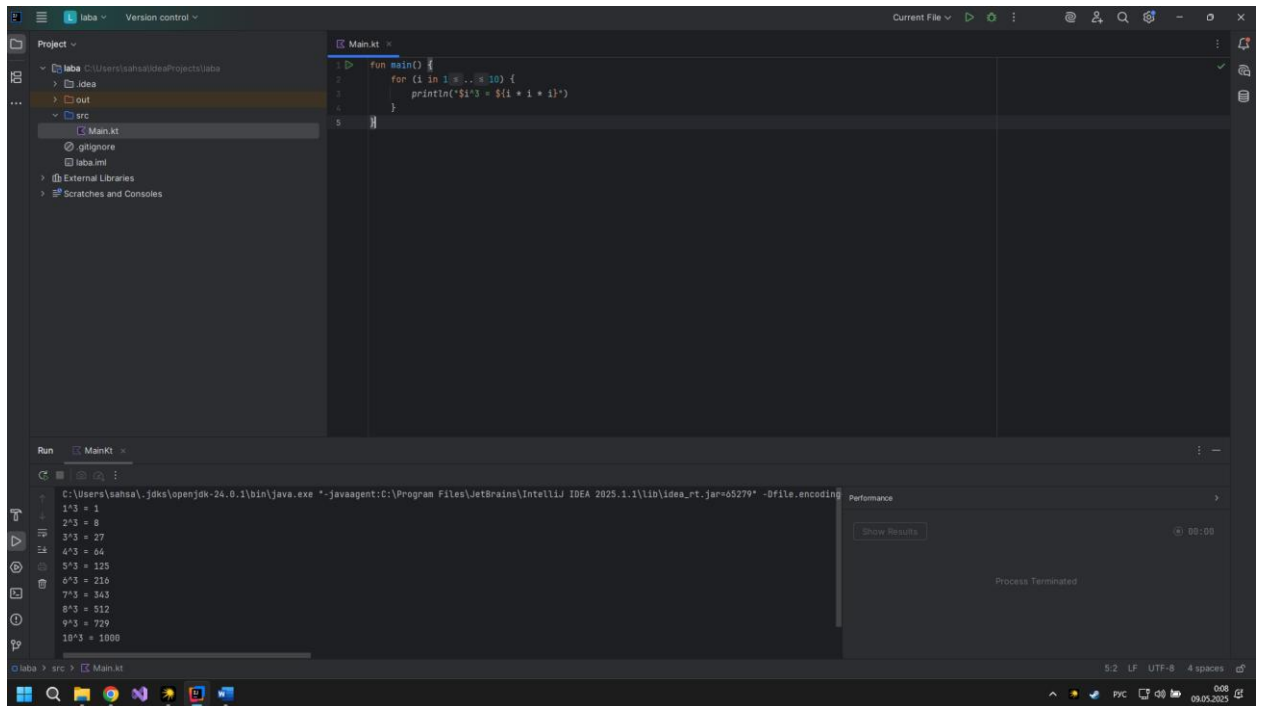 L laba Version control Current File
Project
Main.kt
laba C:\Users\sahsa\IdeaProjects\laba
.idea
out
src
Main.kt
.gitignore
laba.iml
External Libraries
Scratches and Consoles
1 fun main() {
2 for (i in 1 ≤ .. ≤ 10) {
3 println("$i^3 = ${i * i * i}")
4 }
5 }
Run MainKt
C:\Users\sahsa\.jdks\openjdk-24.0.1\bin\java.exe "-javaagent:C:\Program Files\JetBrains\IntelliJ IDEA 2025.1.1\lib\idea_rt.jar=65279" -Dfile.encoding
1^3 = 1
2^3 = 8
3^3 = 27
4^3 = 64
5^3 = 125
6^3 = 216
7^3 = 343
8^3 = 512
9^3 = 729
10^3 = 1000
Performance
Show Results 00:00
Process Terminated
laba > src > Main.kt 5:2 LF UTF-8 4 spaces
РУС 0:08
09.05.2025